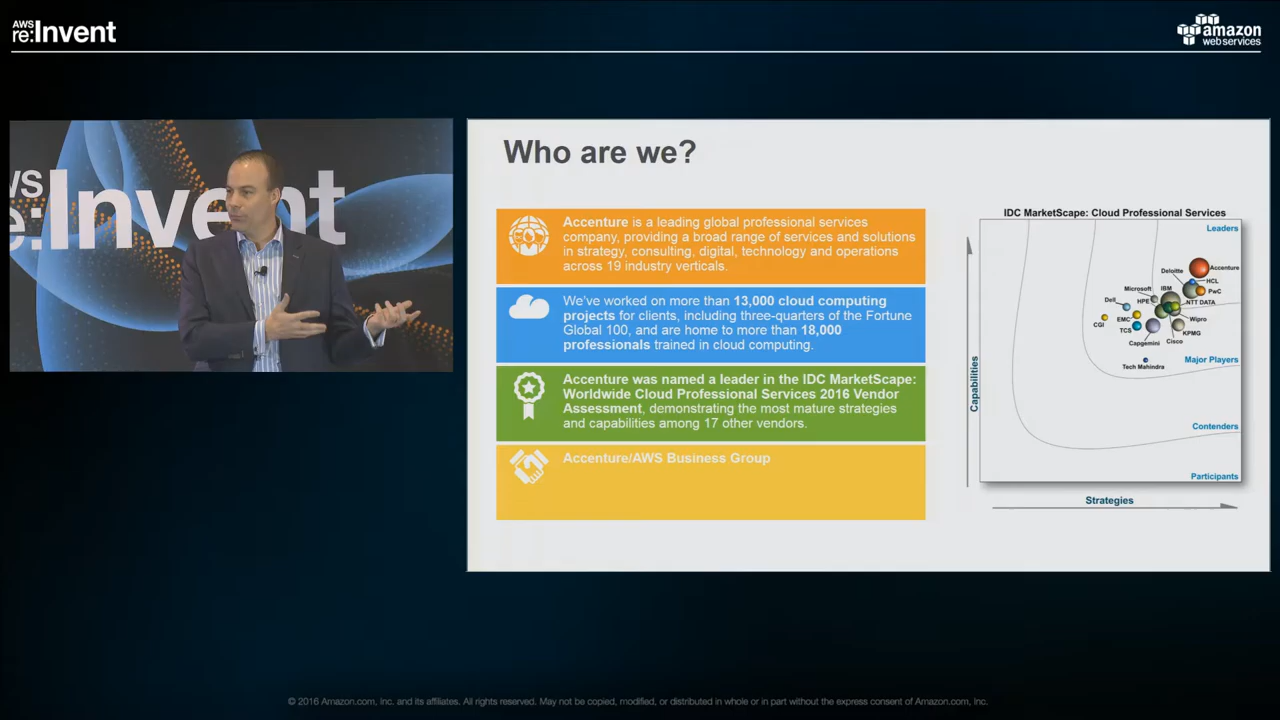 AWS
re:Invent
amazon
web services
WS
re:Invent
Who are we?
Accenture is a leading global professional services
company, providing a broad range of services and solutions
in strategy, consulting, digital, technology and operations
across 19 industry verticals.
We've worked on more than 13,000 cloud computing
projects for clients, including three-quarters of the Fortune
Global 100, and are home to more than 18,000
professionals trained in cloud computing.
Accenture was named a leader in the IDC MarketScape:
Worldwide Cloud Professional Services 2016 Vendor
Assessment, demonstrating the most mature strategies
and capabilities among 17 other vendors.
Accenture/AWS Business Group
IDC MarketScape: Cloud Professional Services
Leaders
Accenture
Deloitte
HCL
Microsoft
IBM
PwC
Dell
HPE
NTT DATA
EMC
Wipro
CGI
TCS
KPMG
Capgemini
Cisco
Major Players
Tech Mahindra
Capabilities
Contenders
Participants
Strategies
© 2016 Amazon.com, Inc. and its affiliates. All rights reserved. May not be copied, modified, or distributed in whole or in part without the express consent of Amazon.com, Inc.